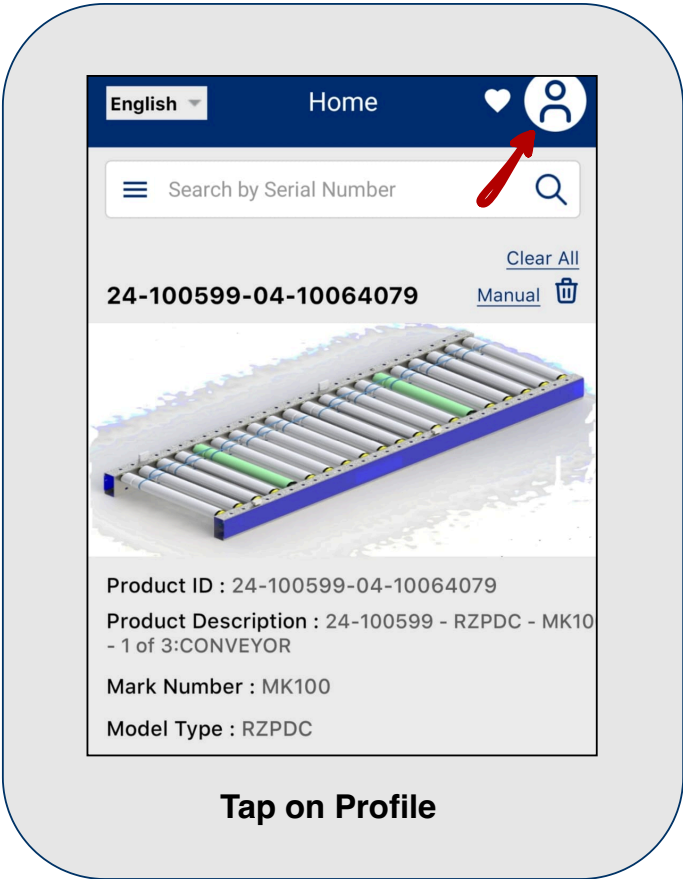 English
Home
Search by Serial Number
Clear All
24-100599-04-10064079
Manual
Product ID : 24-100599-04-10064079
Product Description : 24-100599 - RZPDC - MK10
- 1 of 3:CONVEYOR
Mark Number : MK100
Model Type : RZPDC
Tap on Profile